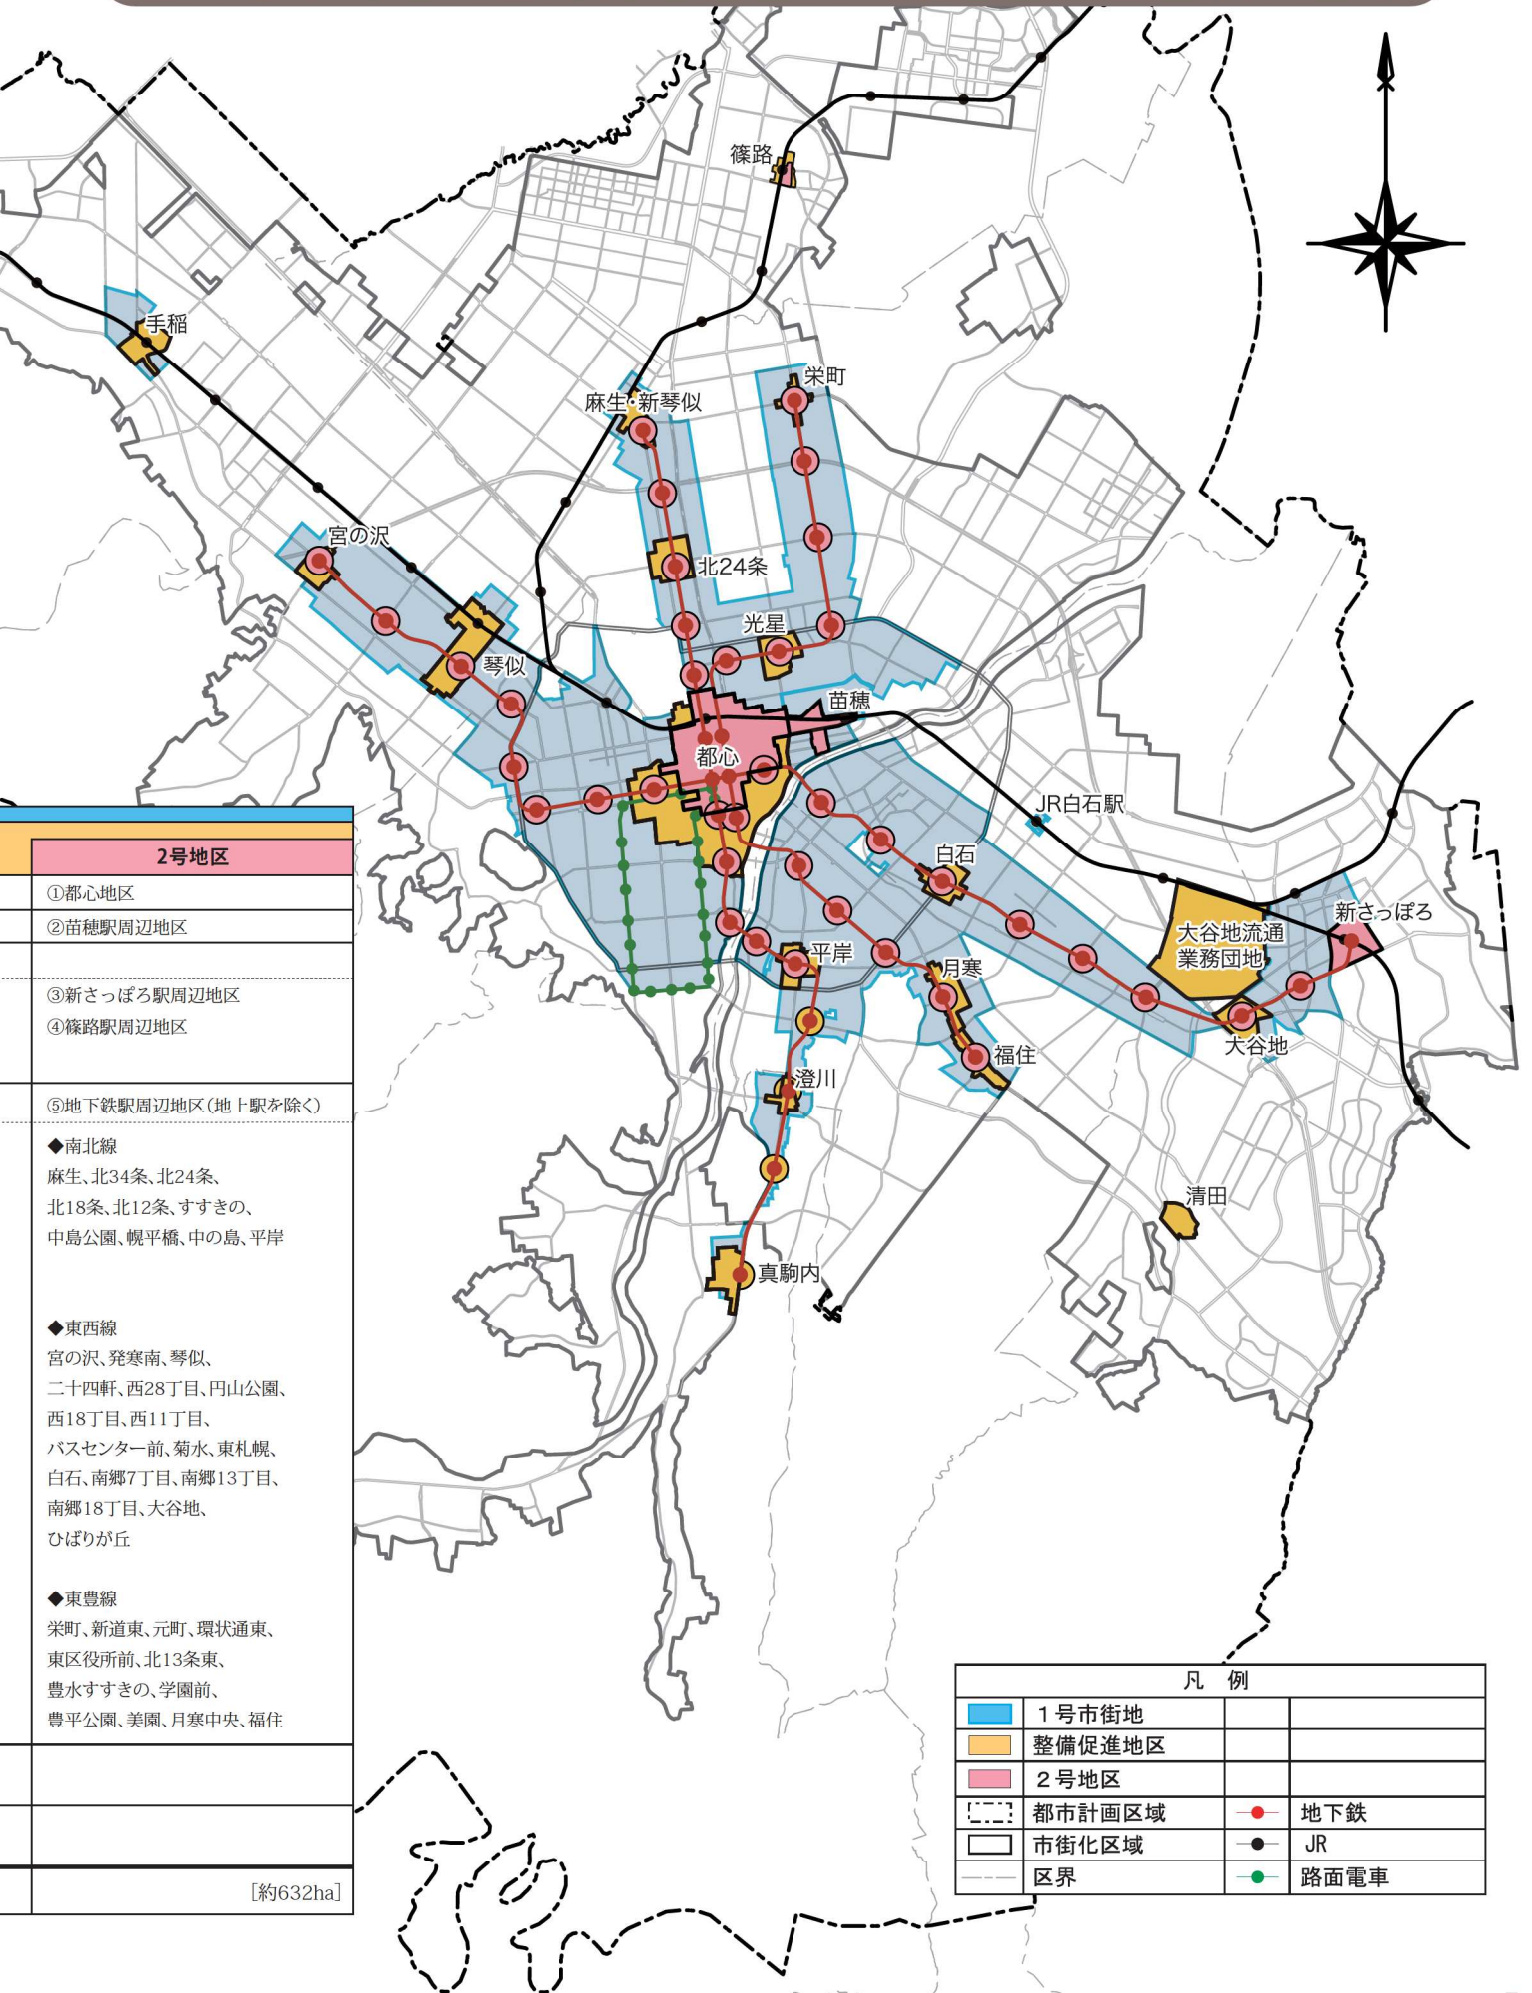 篠路
手稲
栄町
麻生・新琴似
宮の沢
北24条
光星
琴似
苗穂
都心
JR白石駅
白石
新さっぽろ
大谷地流通
業務団地
平岸
月寒
大谷地
福住
澄川
清田
真駒内
2号地区
①都心地区
②苗穂駅周辺地区
③新さっぽろ駅周辺地区
④篠路駅周辺地区
⑤地下鉄駅周辺地区(地上駅を除く)
◆南北線
麻生、北34条、北24条、
北18条、北12条、すすきの、
中島公園、幌平橋、中の島、平岸
◆東西線
宮の沢、発寒南、琴似、
二十四軒、西28丁目、円山公園、
西18丁目、西11丁目、
バスセンター前、菊水、東札幌、
白石、南郷7丁目、南郷13丁目、
南郷18丁目、大谷地、
ひばりが丘
◆東豊線
栄町、新道東、元町、環状通東、
東区役所前、北13条東、
豊水すすきの、学園前、
豊平公園、美園、月寒中央、福住
[約632ha]
凡 例
1号市街地
整備促進地区
2号地区
都市計画区域 地下鉄
市街化区域 JR
区界 路面電車